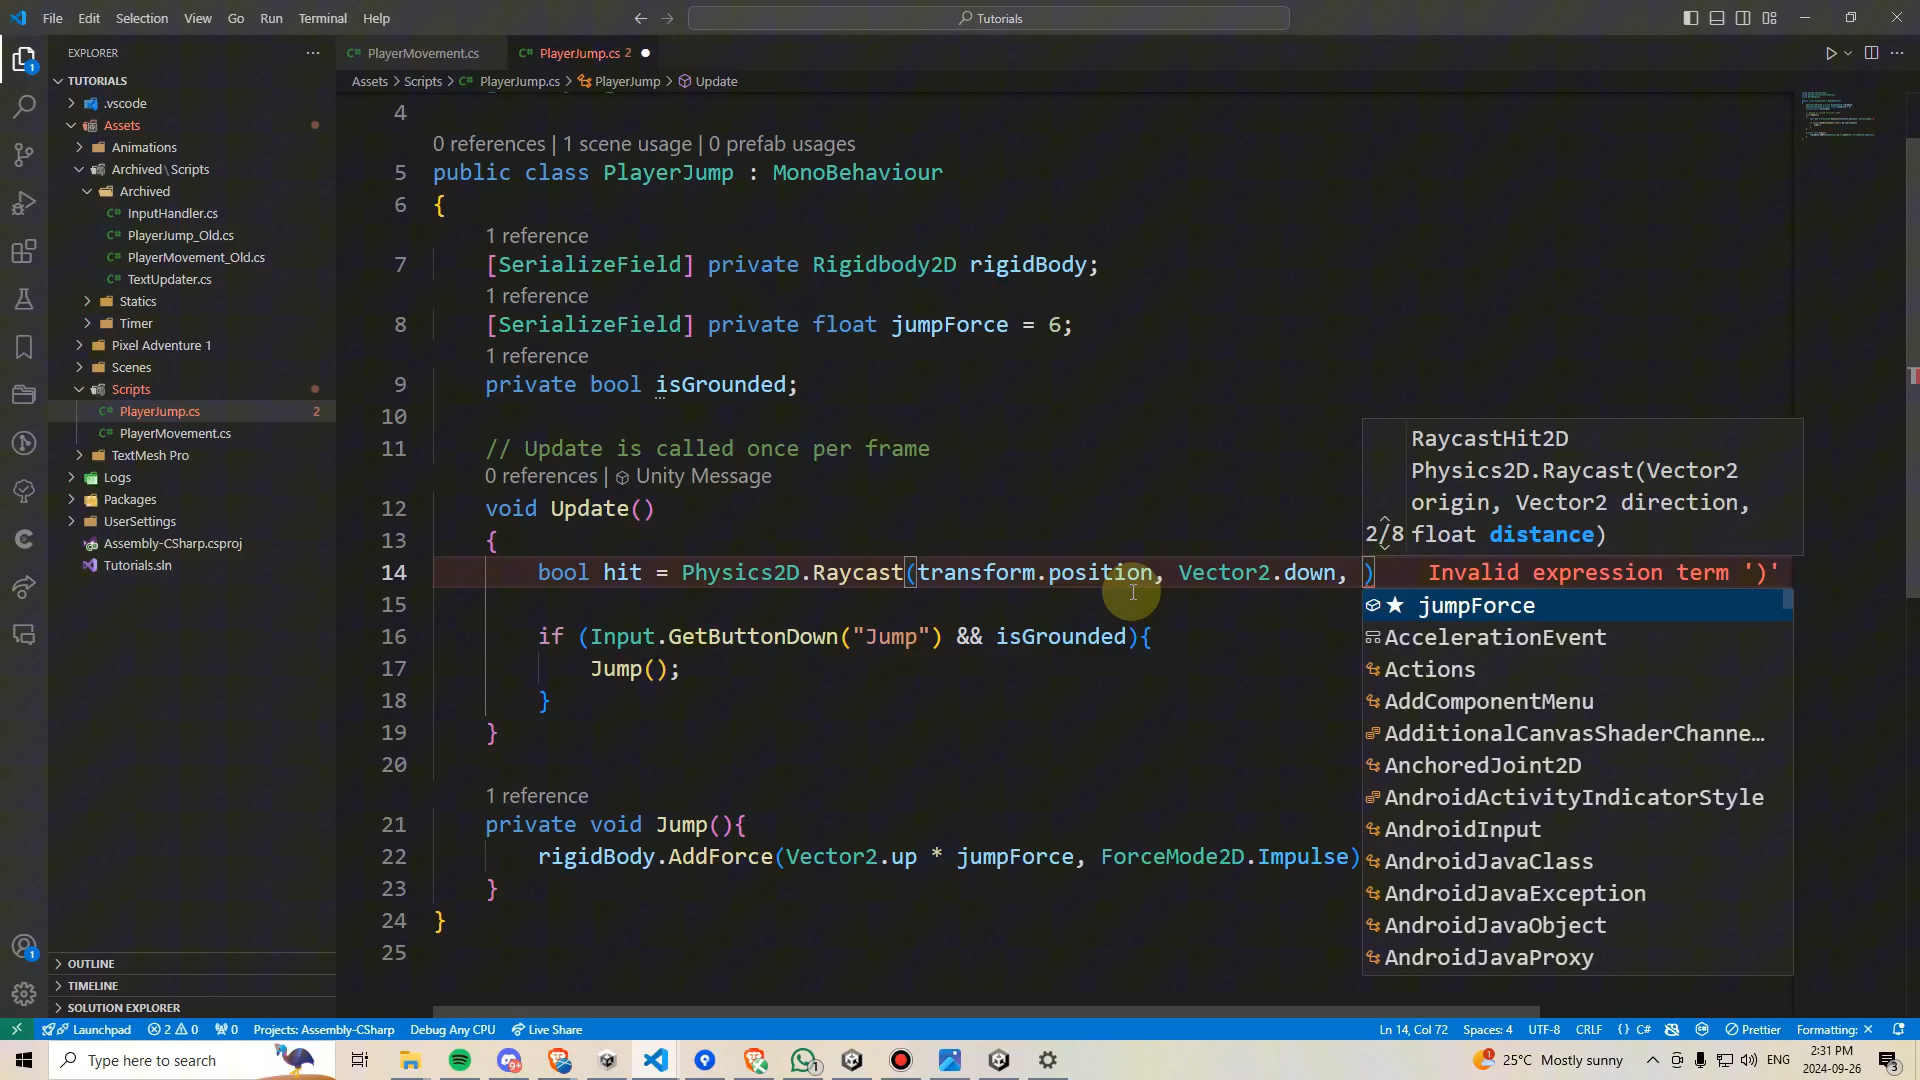 File Edit Selection View Go Run Terminal Help
Tutorials
EXPLORER
PlayerMovement.cs
PlayerJump.cs 2
TUTORIALS
Assets > Scripts > PlayerJump.cs > PlayerJump > Update
.vscode
Assets
Animations
Archived\Scripts
Archived
InputHandler.cs
PlayerJump_Old.cs
PlayerMovement_Old.cs
TextUpdater.cs
Statics
Timer
Pixel Adventure 1
Scenes
Scripts
PlayerJump.cs 2
PlayerMovement.cs
TextMesh Pro
Logs
Packages
UserSettings
Assembly-CSharp.csproj
Tutorials.sln
OUTLINE
TIMELINE
SOLUTION EXPLORER
4
0 references | 1 scene usage | 0 prefab usages
5 public class PlayerJump : MonoBehaviour
6 {
1 reference
7 [SerializeField] private Rigidbody2D rigidBody;
1 reference
8 [SerializeField] private float jumpForce = 6;
1 reference
9 private bool isGrounded;
10
11 // Update is called once per frame
0 references | Unity Message
12 void Update()
13 {
14 bool hit = Physics2D.Raycast(transform.position, Vector2.down, ) Invalid expression term ')'
15
16 if (Input.GetButtonDown("Jump") && isGrounded){
17 Jump();
18 }
19 }
20
1 reference
21 private void Jump(){
22 rigidBody.AddForce(Vector2.up * jumpForce, ForceMode2D.Impulse)
23 }
24 }
25
RaycastHit2D
Physics2D.Raycast(Vector2
origin, Vector2 direction,
2/8 float distance)
jumpForce
AccelerationEvent
Actions
AddComponentMenu
AdditionalCanvasShaderChanne…
AnchoredJoint2D
AndroidActivityIndicatorStyle
AndroidInput
AndroidJavaClass
AndroidJavaException
AndroidJavaObject
AndroidJavaProxy
Launchpad 2 0 0 Projects: Assembly-CSharp Debug Any CPU Live Share Ln 14, Col 72 Spaces: 4 UTF-8 CRLF {} C# Prettier Formatting: ×
Type here to search
25°C Mostly sunny
ENG
2:31 PM
2024-09-26